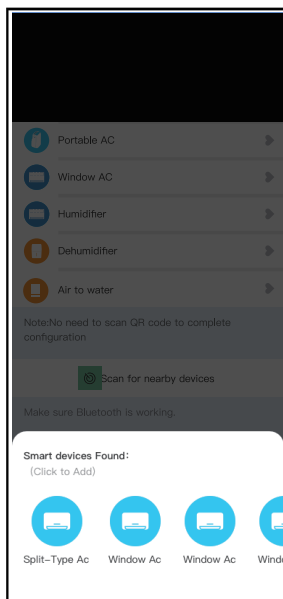 Portable AC
Window AC
Humidifier
Dehumidifier
Air to water
Note:No need to scan QR code to complete
configuration
Scan for nearby devices
Make sure Bluetooth is working.
Smart devices Found:
(Click to Add)
Split-Type Ac Window Ac Window Ac